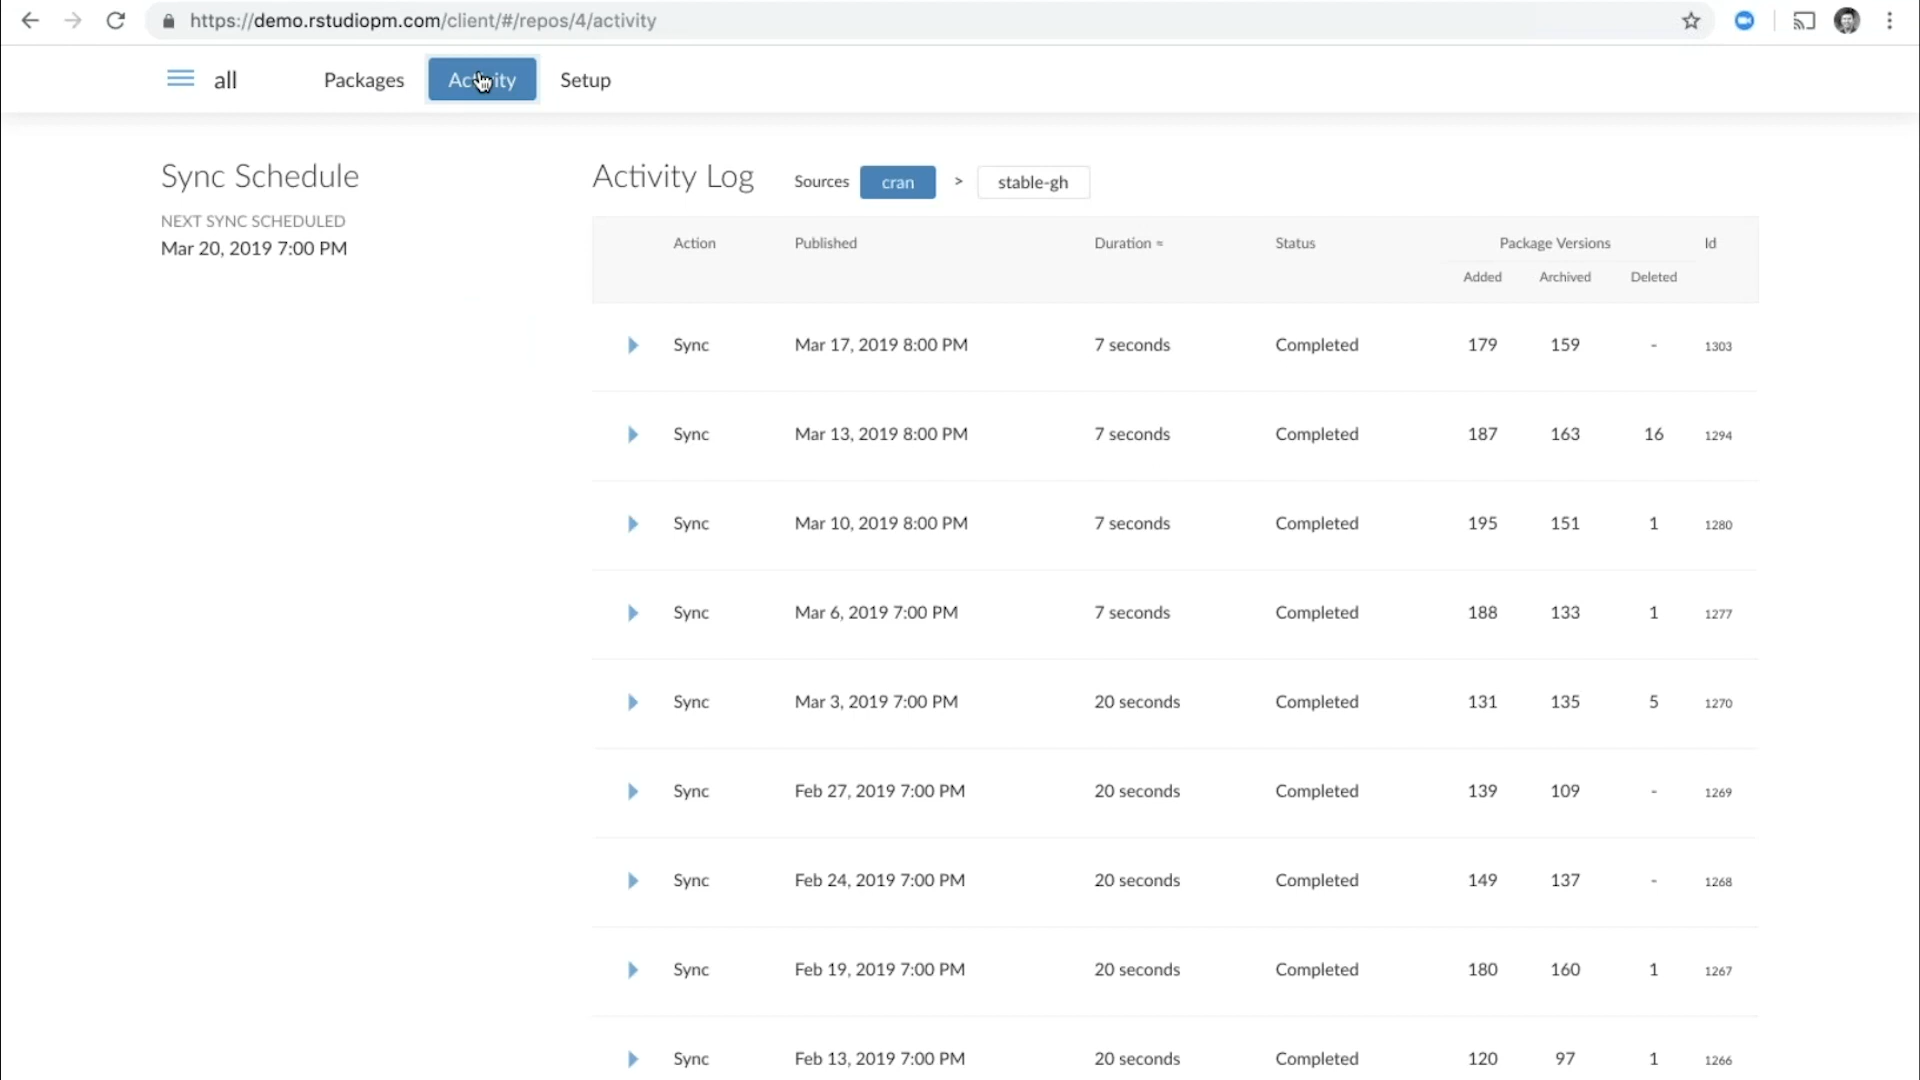 https://demo.rstudiopm.com/client/#/repos/4/activity
all Packages Activity Setup
Sync Schedule
NEXT SYNC SCHEDULED
Mar 20, 2019 7:00 PM
Activity Log Sources cran > stable-gh
Action Published Duration ≈ Status Package Versions Id
Added Archived Deleted
Sync Mar 17, 2019 8:00 PM 7 seconds Completed 179 159 - 1303
Sync Mar 13, 2019 8:00 PM 7 seconds Completed 187 163 16 1294
Sync Mar 10, 2019 8:00 PM 7 seconds Completed 195 151 1 1280
Sync Mar 6, 2019 7:00 PM 7 seconds Completed 188 133 1 1277
Sync Mar 3, 2019 7:00 PM 20 seconds Completed 131 135 5 1270
Sync Feb 27, 2019 7:00 PM 20 seconds Completed 139 109 - 1269
Sync Feb 24, 2019 7:00 PM 20 seconds Completed 149 137 - 1268
Sync Feb 19, 2019 7:00 PM 20 seconds Completed 180 160 1 1267
Sync Feb 13, 2019 7:00 PM 20 seconds Completed 120 97 1 1266